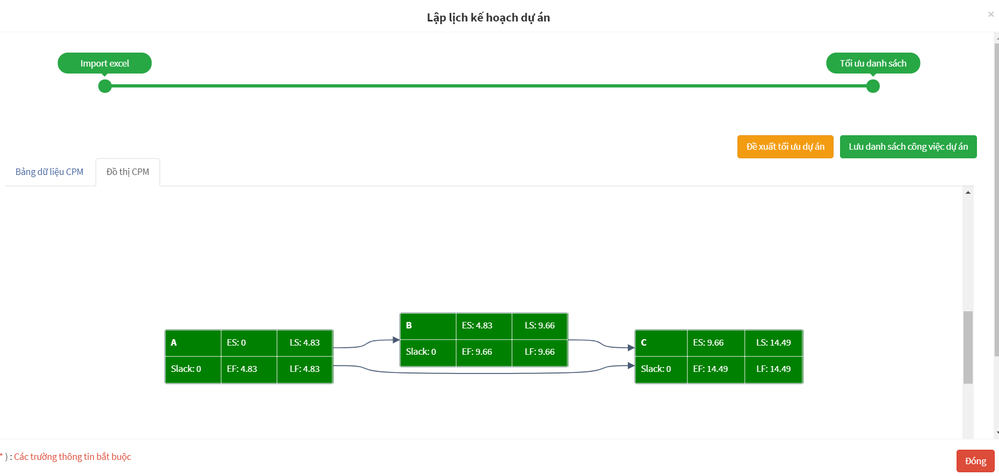 Lập lịch kế hoạch dự án
×
Import excel
Tối ưu danh sách
Đề xuất tối ưu dự án
Lưu danh sách công việc dự án
Bảng dữ liệu CPM
Đồ thị CPM
A ES: 0 LS: 4.83
Slack: 0 EF: 4.83 LF: 4.83
B ES: 4.83 LS: 9.66
Slack: 0 EF: 9.66 LF: 9.66
C ES: 9.66 LS: 14.49
Slack: 0 EF: 14.49 LF: 14.49
* ) : Các trường thông tin bắt buộc
Đóng